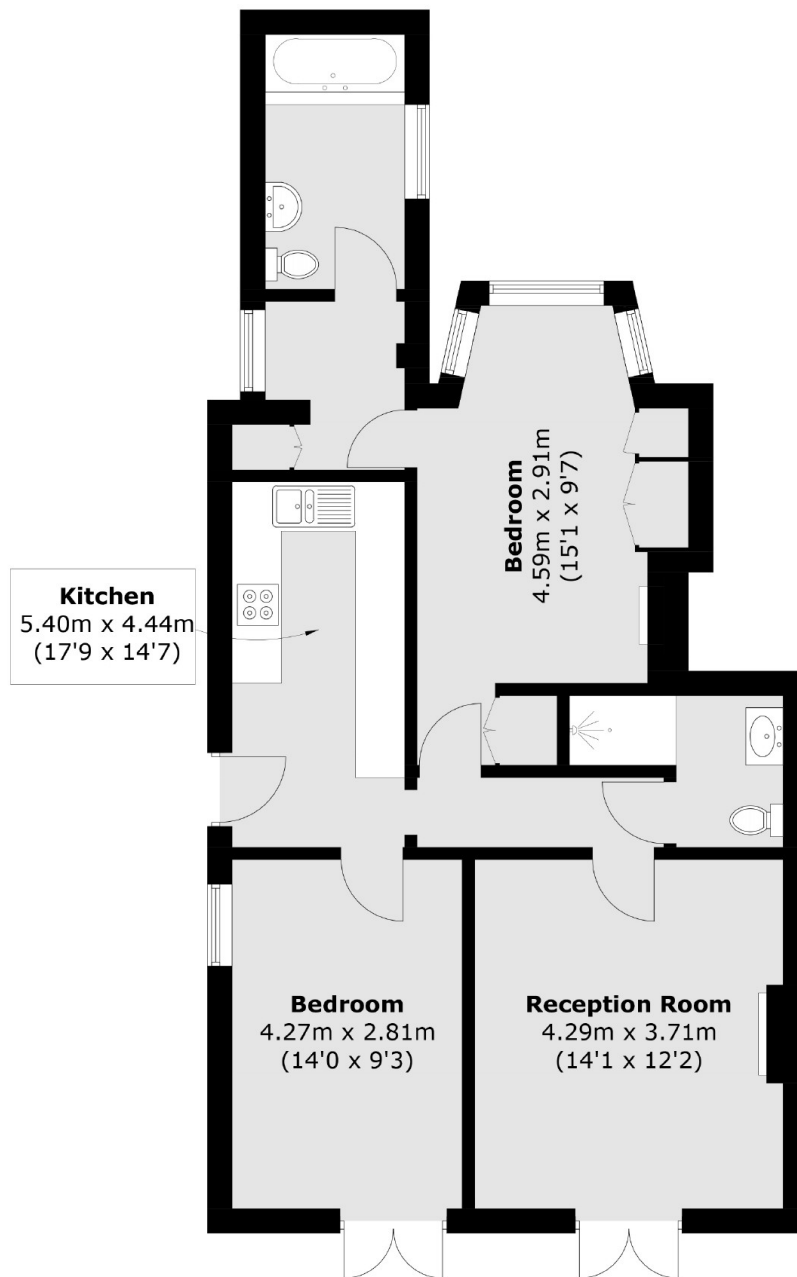 Bedroom
4.59m x 2.91m
(15'1 x 9'7)
Kitchen
5.40m x 4.44m
(17'9 x 14'7)
Bedroom
4.27m x 2.81m
(14'0 x 9'3)
Reception Room
4.29m x 3.71m
(14'1 x 12'2)